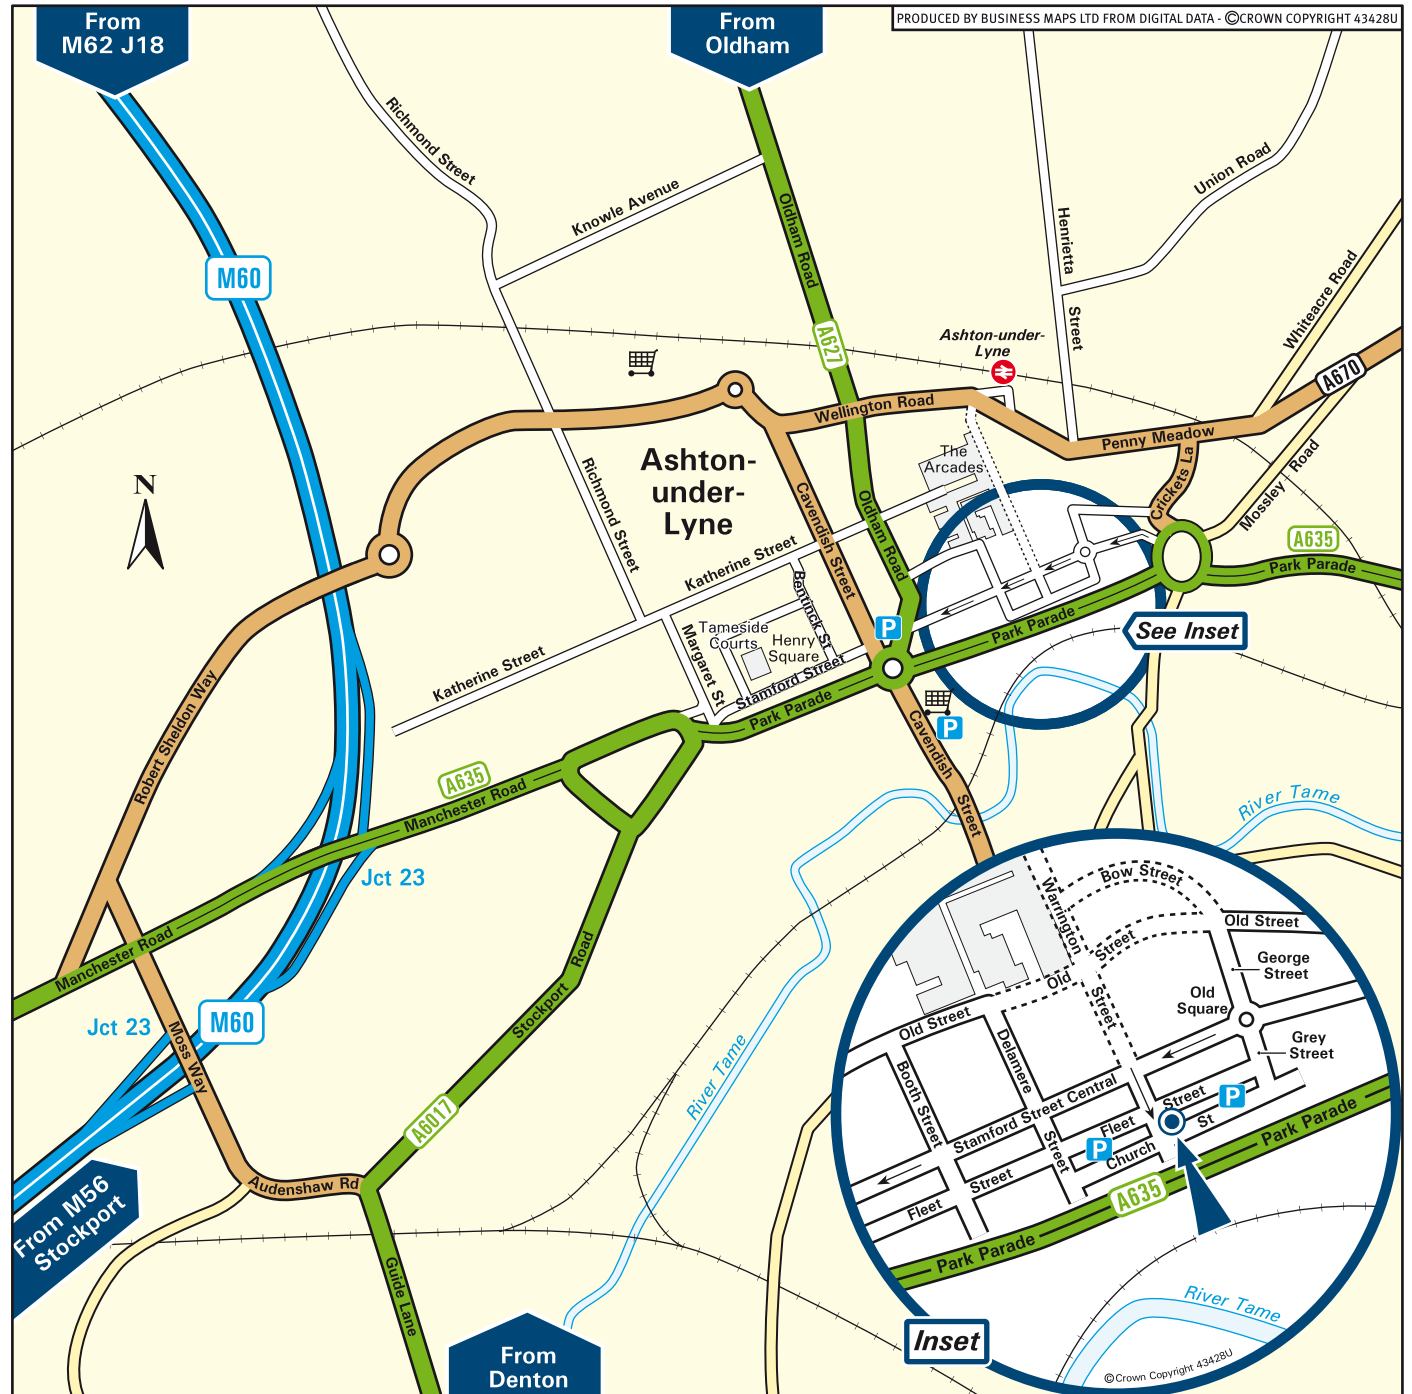 From
M62 J18
From
Oldham
PRODUCED BY BUSINESS MAPS LTD FROM DIGITAL DATA - ©CROWN COPYRIGHT 43428U
Richmond Street
Knowle Avenue
Oldham Road
Union Road
Henrietta
Street
Whiteacre Road
M60
A627
Ashton-under-
Lyne
A670
Wellington Road
Penny Meadow
Crickets La
Mossley Road
The
Arcades
Ashton-
under-
Lyne
N
Richmond Street
Cavendish Street
Oldham Road
Katherine Street
A635
Park Parade
Bentinck St
Tameside
Courts
Henry
Square
Margaret St
Stamford Street
Park Parade
Park Parade
P
See Inset
Katherine Street
Robert Sheldon Way
P
Cavendish
Street
A635
Manchester Road
River Tame
Jct 23
Manchester Road
Jct 23
M60
Moss Way
Stockport
Road
River Tame
A6017
Audenshaw Rd
From M56
Stockport
Guide Lane
From
Denton
Warrington
Street
Bow Street
Old Street
Old
Street
George
Street
Old
Square
Grey
Street
Old Street
Delamere
Street
Booth Street
Stamford Street Central
Fleet
Street
P
Church
St
P
Fleet
Street
Park Parade
A635
Park Parade
River Tame
Inset
©Crown Copyright 43428U